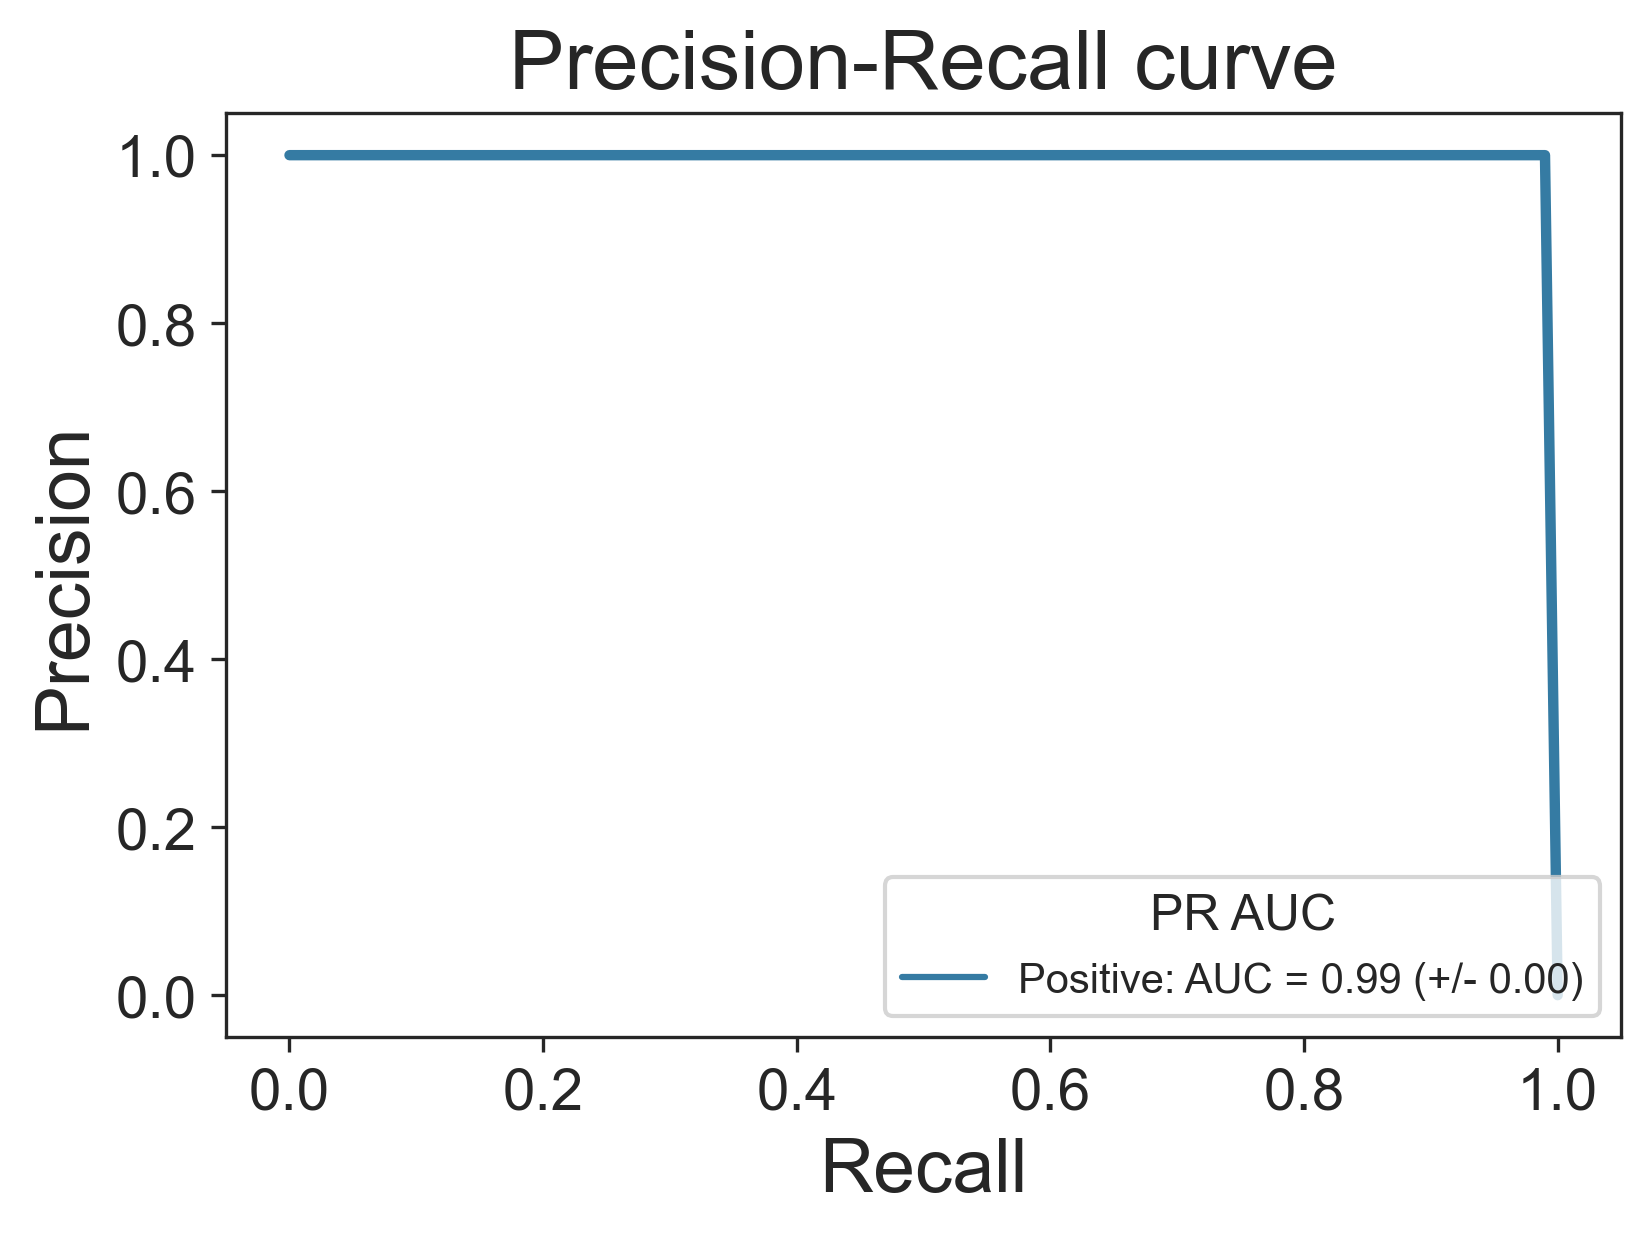 Precision-Recall curve
1.0
0.8
0.6
0.4
0.2
0.0
Precision
PR AUC
Positive: AUC = 0.99 (+/- 0.00)
0.0 0.2 0.4 0.6 0.8 1.0
Recall